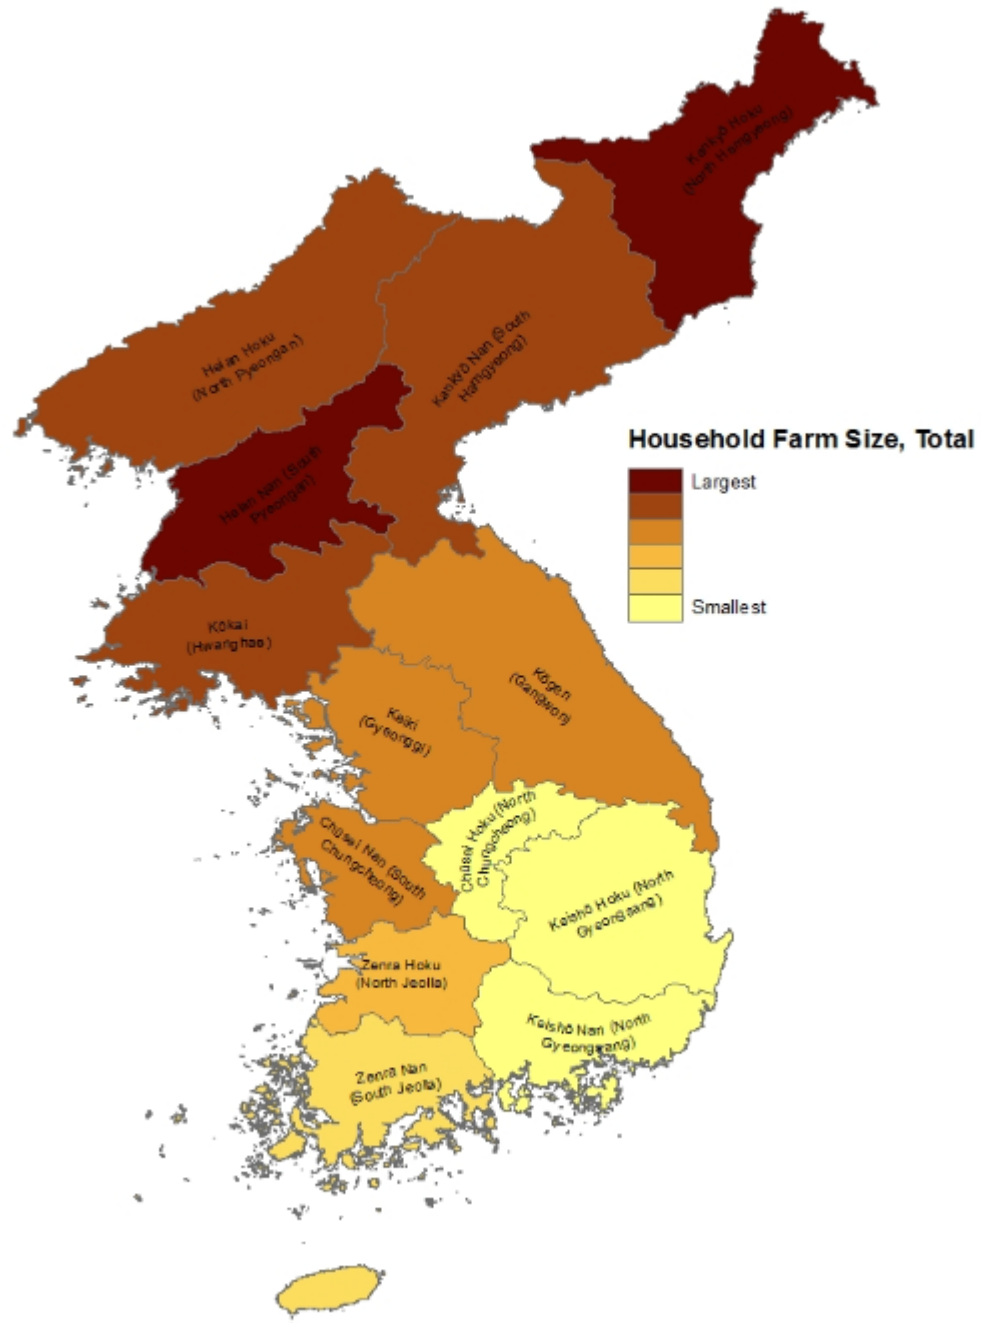 Kankyō Hoku
(North Hamgyeong)
Heian Hoku
(North Pyeongan)
Kankyō Nan (South
Hamgyeong)
Household Farm Size, Total
Largest
Smallest
Heian Nan (South
Pyeongan)
Kōkai
(Hwanghae)
Kōgen
(Gangwon)
Keiki
(Gyeonggi)
Chūsei Hoku (North
Chungcheong)
Chūsei Nan (South
Chungcheong)
Keishō Hoku (North
Gyeongsang)
Zenra Hoku
(North Jeolla)
Keishō Nan (North
Gyeongsang)
Zenra Nan
(South Jeolla)